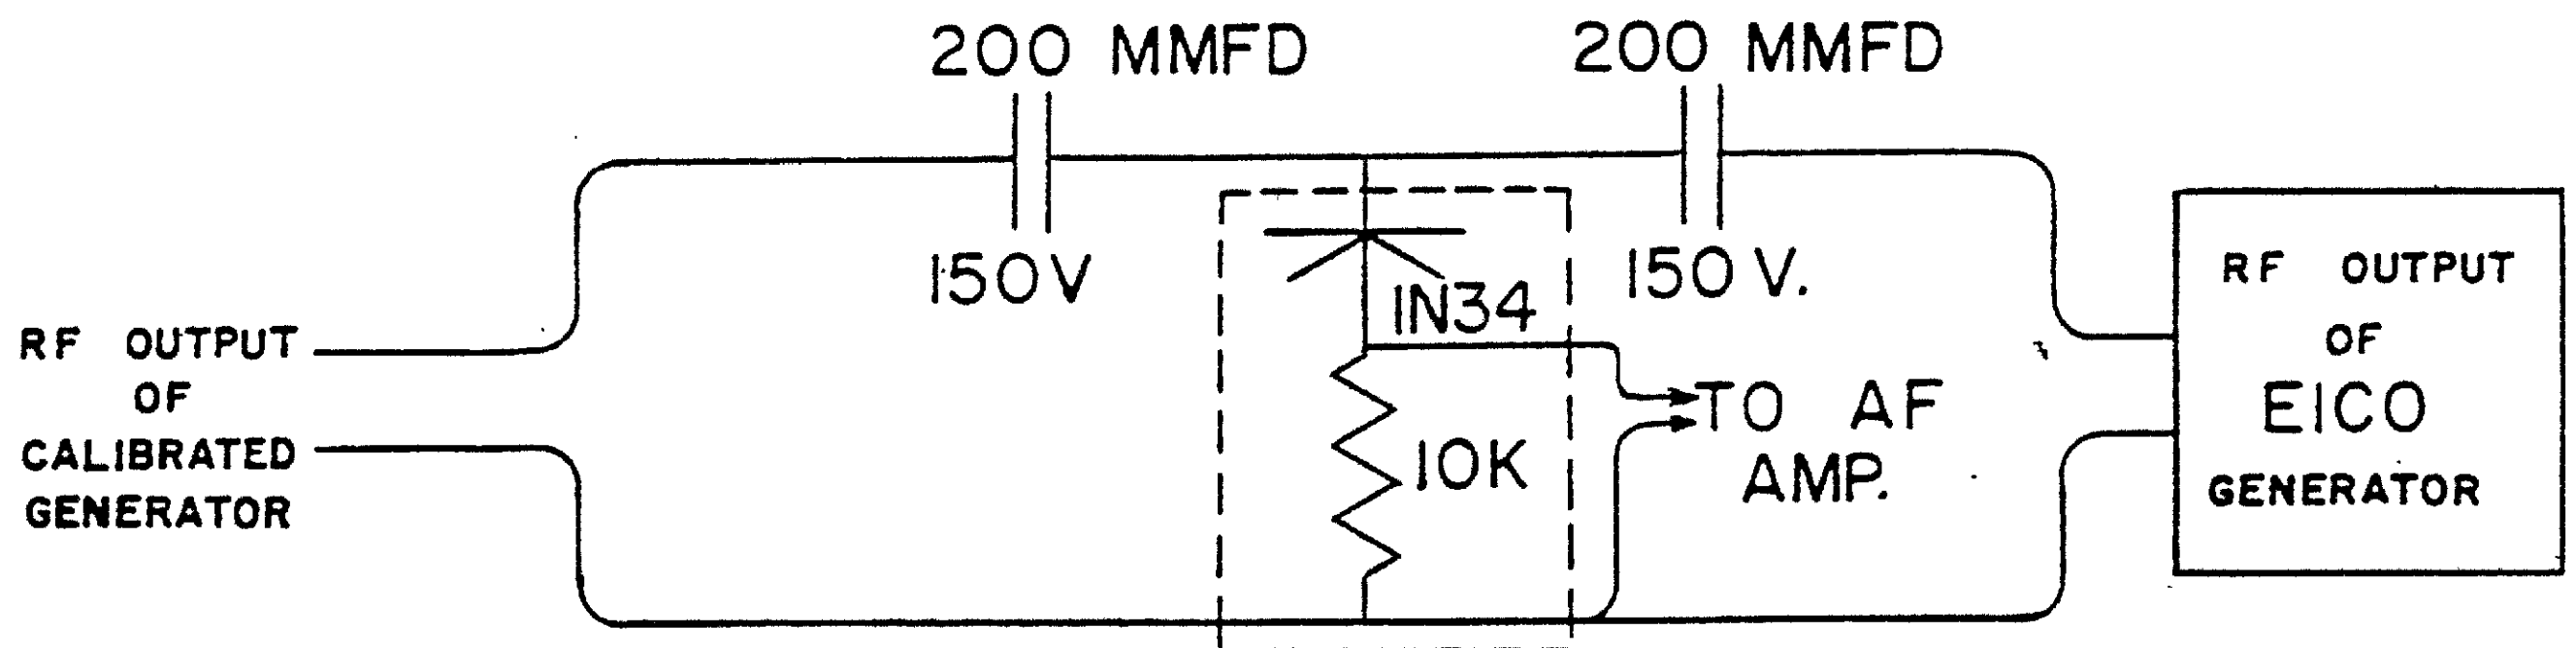 200 MMFD
150V
200 MMFD
150 V.
1N34
10K
TO AF
AMP.
RF OUTPUT
OF
CALIBRATED
GENERATOR
RF OUTPUT
OF
EICO
GENERATOR